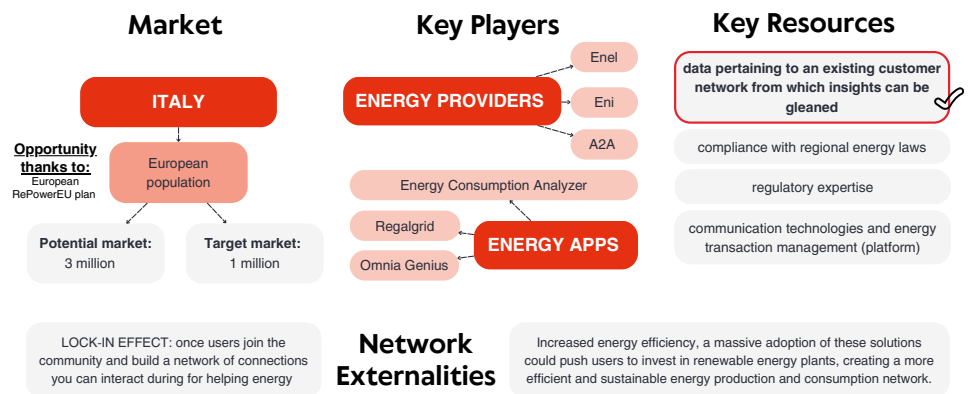 Market
ITALY
Opportunity
thanks to:
European
RePowerEU plan
European
population
Potential market:
3 million
Target market:
1 million
Key Players
ENERGY PROVIDERS
Enel
Eni
A2A
Energy Consumption Analyzer
Regalgrid
Omnia Genius
ENERGY APPS
Key Resources
data pertaining to an existing customer
network from which insights can be
gleaned
compliance with regional energy laws
regulatory expertise
communication technologies and energy
transaction management (platform)
LOCK-IN EFFECT: once users join the
community and build a network of connections
you can interact during for helping energy
Network
Externalities
Increased energy efficiency, a massive adoption of these solutions
could push users to invest in renewable energy plants, creating a more
efficient and sustainable energy production and consumption network.